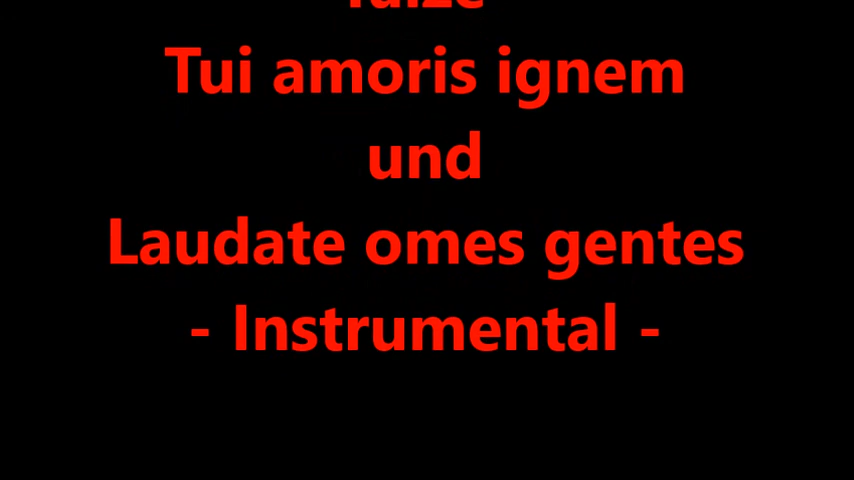 Tui amoris ignem
und
Laudate omes gentes
- Instrumental -